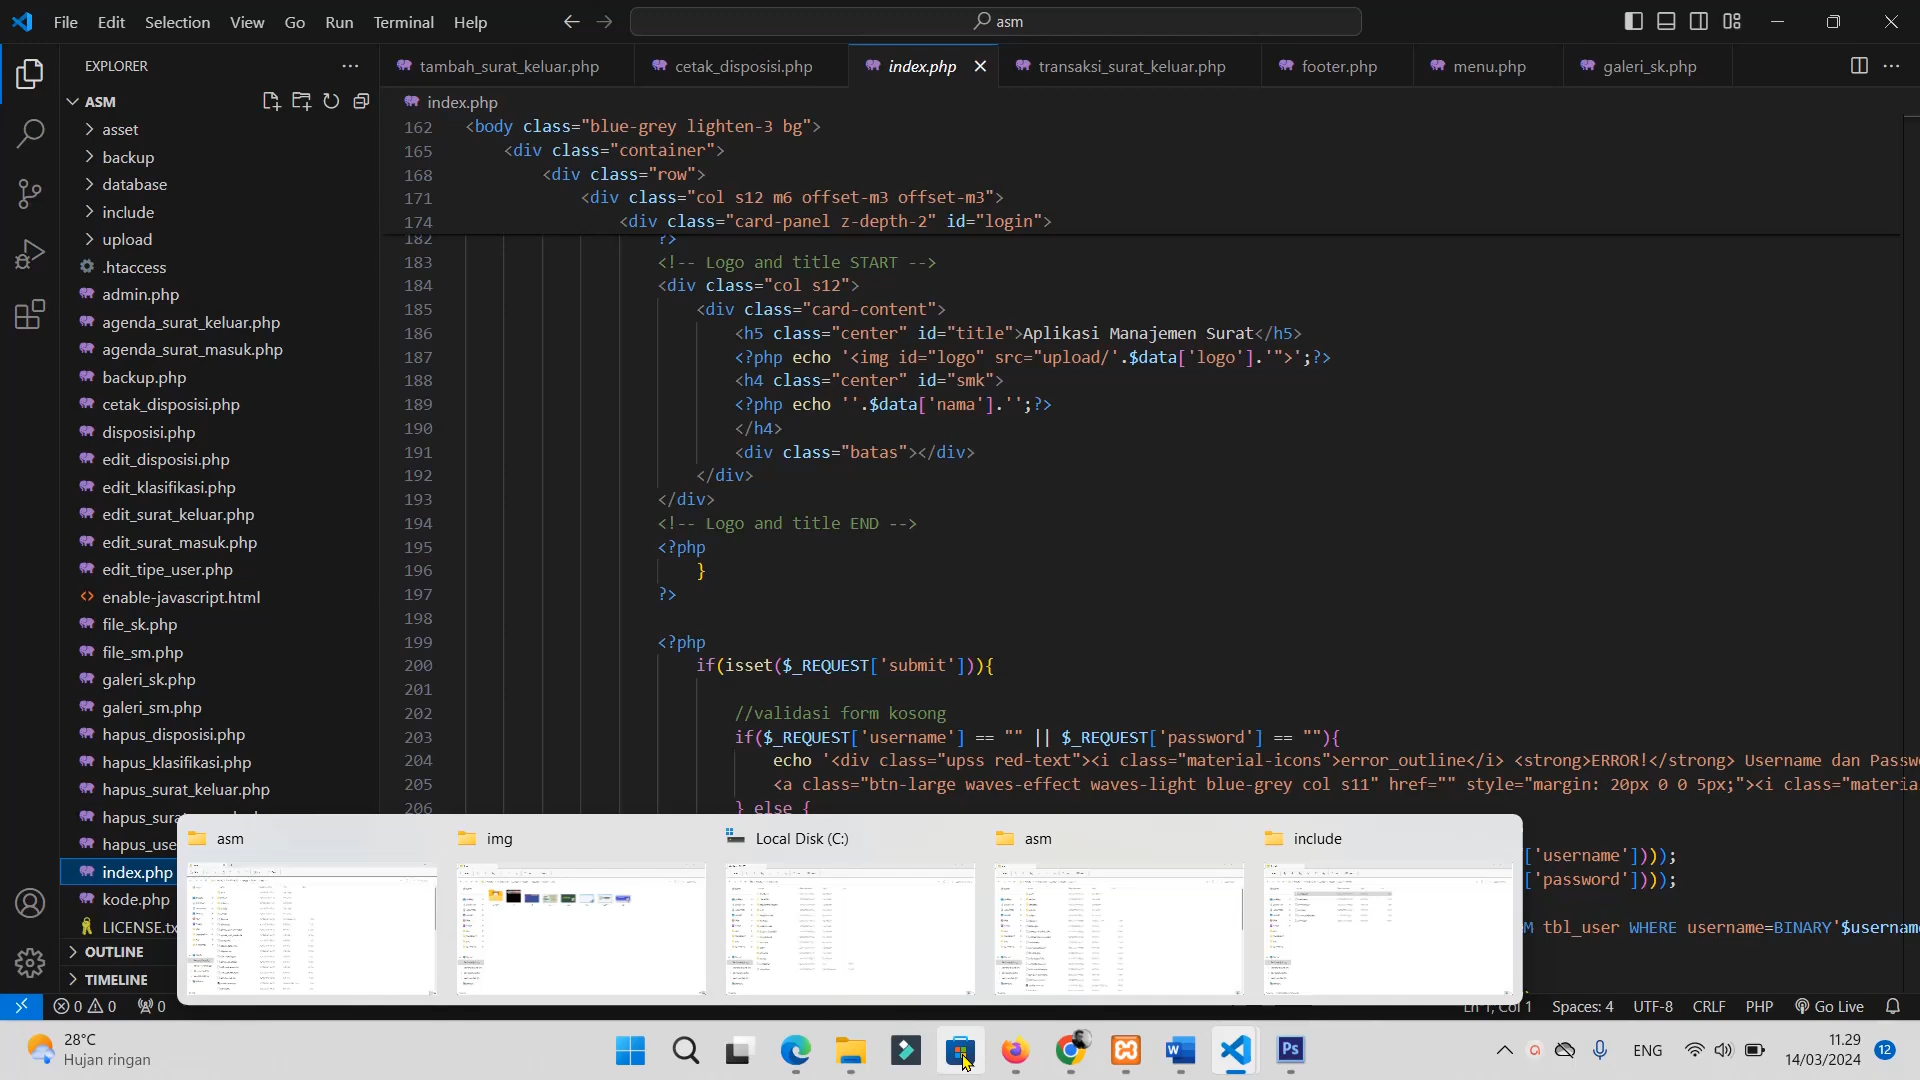 File Edit Selection View Go Run Terminal Help
asm
EXPLORER
tambah_surat_keluar.php
cetak_disposisi.php
index.php
transaksi_surat_keluar.php
footer.php
menu.php
galeri_sk.php
ASM
asset
backup
database
include
upload
.htaccess
admin.php
agenda_surat_keluar.php
agenda_surat_masuk.php
backup.php
cetak_disposisi.php
disposisi.php
edit_disposisi.php
edit_klasifikasi.php
edit_surat_keluar.php
edit_surat_masuk.php
edit_tipe_user.php
enable-javascript.html
file_sk.php
file_sm.php
galeri_sk.php
galeri_sm.php
hapus_disposisi.php
hapus_klasifikasi.php
hapus_surat_keluar.php
index.php
kode.php
OUTLINE
TIMELINE
index.php
162 <body class="blue-grey lighten-3 bg">
165 <div class="container">
168 <div class="row">
171 <div class="col s12 m6 offset-m3 offset-m3">
174 <div class="card-panel z-depth-2" id="login">
182 ?>
183 <!-- Logo and title START -->
184 <div class="col s12">
185 <div class="card-content">
186 <h5 class="center" id="title">Aplikasi Manajemen Surat</h5>
187 <?php echo '<img id="logo" src="upload/'.$data['logo'].'">';?>
188 <h4 class="center" id="smk">
189 <?php echo ''.$data['nama'].'';?>
190 </h4>
191 <div class="batas"></div>
192 </div>
193 </div>
194 <!-- Logo and title END -->
195 <?php
196 }
197 ?>
198
199 <?php
200 if(isset($_REQUEST['submit'])){
201
202 //validasi form kosong
203 if($_REQUEST['username'] == "" || $_REQUEST['password'] == ""){
204 echo '<div class="upss red-text"><i class="material-icons">error_outline</i> <strong>ERROR!</strong> Username dan
205 <a class="btn-large waves-effect waves-light blue-grey col s11" href="" style="margin: 20px 0 0 5px;"><i
206 } else {
['username'])));
['password'])));
tbl_user WHERE username=BINARY'
asm
img
Local Disk (C:)
asm
include
0 0 0
Ln 1, Col 1 Spaces: 4 UTF-8 CRLF PHP Go Live
28°C
Hujan ringan
Ps
ENG
11.29
14/03/2024
12